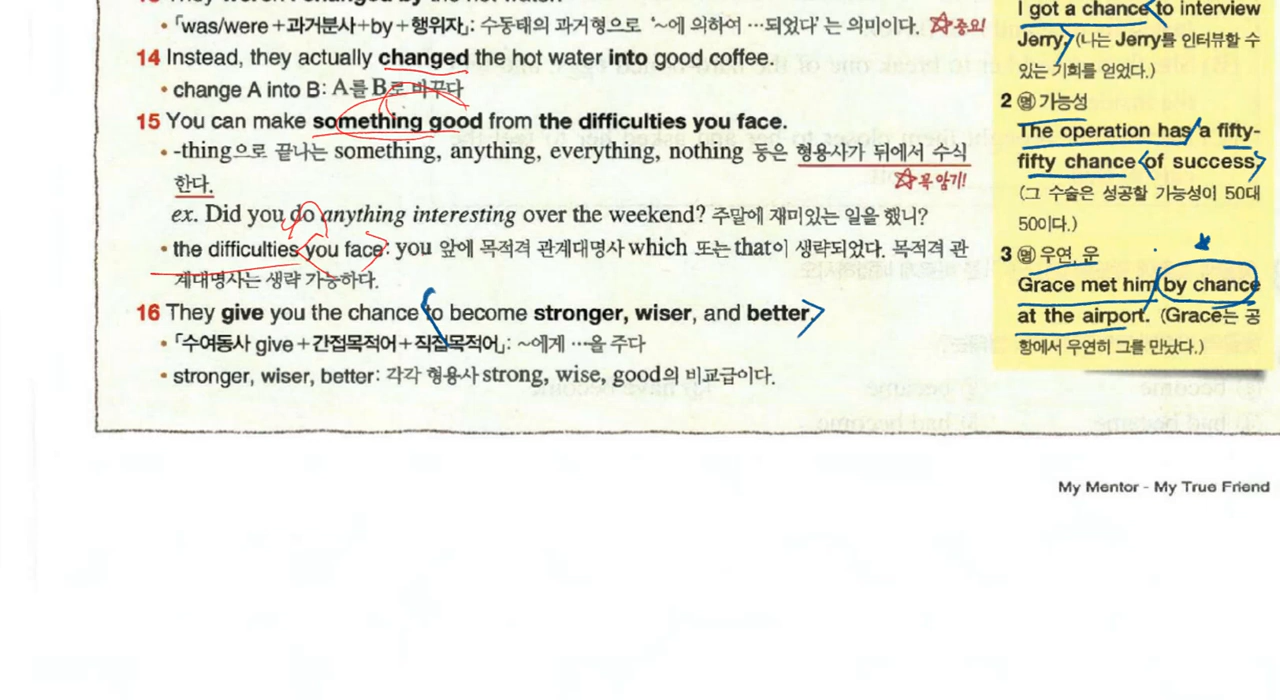 • 「was/were+과거분사+by+행위자」: 수동태의 과거형으로 '~에 의하여 …되었다' 는 의미이다. ☆중요!
14 Instead, they actually changed the hot water into good coffee.
• change A into B: A를 B로 바꾸다
15 You can make something good from the difficulties you face.
• -thing으로 끝나는 something, anything, everything, nothing 등은 형용사가 뒤에서 수식
한다. ☆꼭 암기!
ex. Did you do anything interesting over the weekend? 주말에 재미있는 일을 했니?
• the difficulties you face: you 앞에 목적격 관계대명사 which 또는 that이 생략되었다. 목적격 관
계대명사는 생략 가능하다.
16 They give you the chance to become stronger, wiser, and better.
• 「수여동사 give+간접목적어+직접목적어」: ~에게 …을 주다
• stronger, wiser, better: 각각 형용사 strong, wise, good의 비교급이다.
I got a chance to interview
Jerry. (나는 Jerry를 인터뷰할 수
있는 기회를 얻었다.)
2 명 가능성
The operation has a fifty-
fifty chance of success.
(그 수술은 성공할 가능성이 50대
50이다.)
3 명 우연, 운
Grace met him by chance
at the airport. (Grace는 공
항에서 우연히 그를 만났다.)
My Mentor - My True Friend